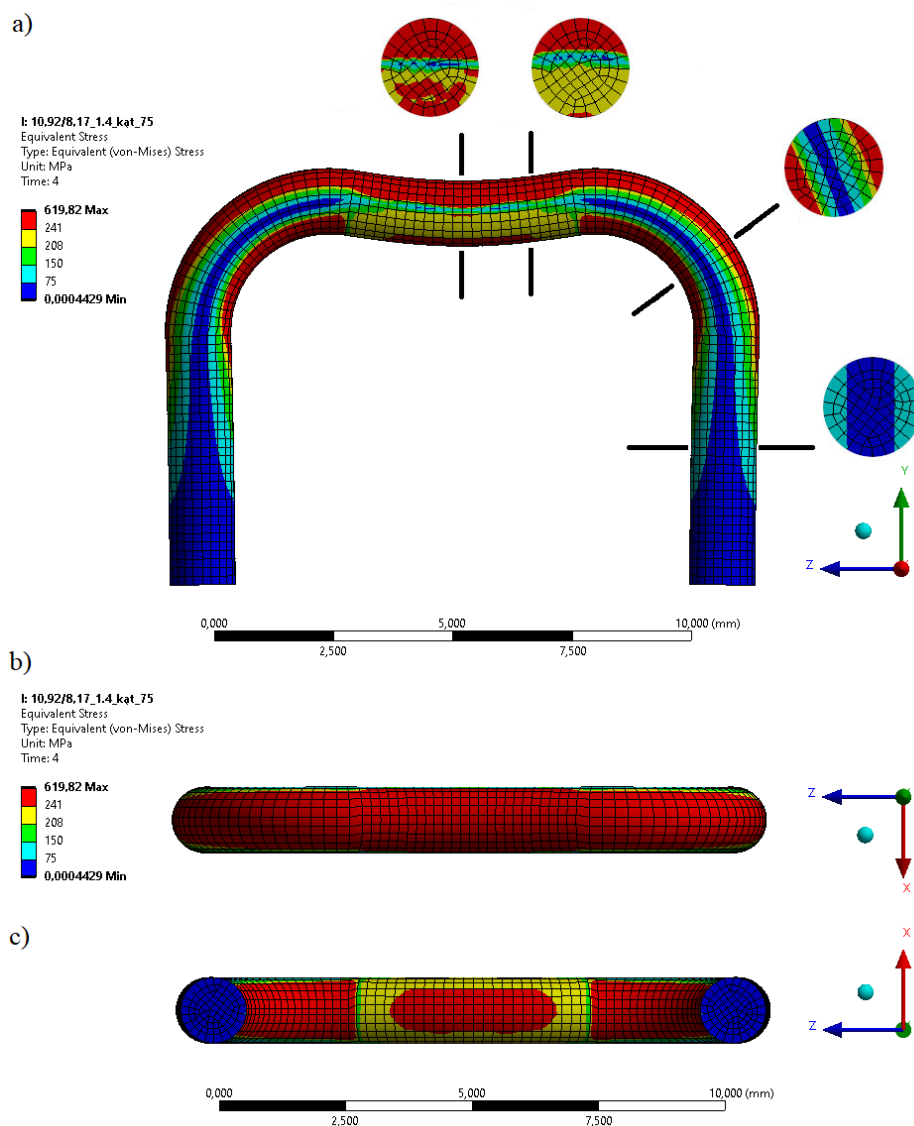 a)
I: 10,92/8,17_1.4_kąt_75
Equivalent Stress
Type: Equivalent (von-Mises) Stress
Unit: MPa
Time: 4
619,82 Max
241
208
150
75
0,0004429 Min
Y
Z
0,000 5,000 10,000 (mm)
2,500 7,500
b)
I: 10,92/8,17_1.4_kąt_75
Equivalent Stress
Type: Equivalent (von-Mises) Stress
Unit: MPa
Time: 4
619,82 Max
241
208
150
75
0,0004429 Min
Z
X
c)
X
Z
0,000 5,000 10,000 (mm)
2,500 7,500